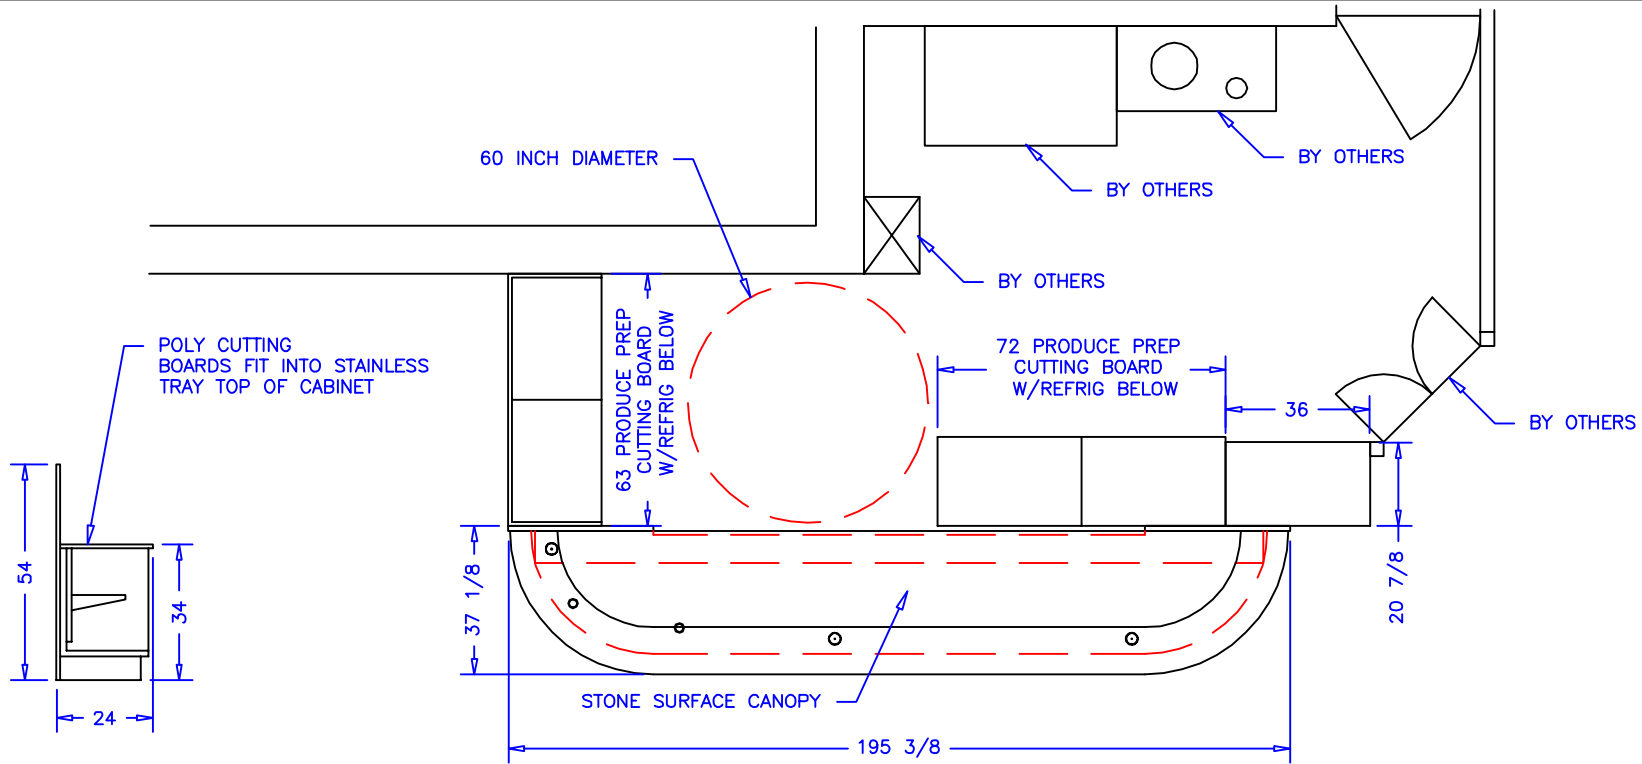 60 INCH DIAMETER
BY OTHERS
BY OTHERS
BY OTHERS
POLY CUTTING
BOARDS FIT INTO STAINLESS
TRAY TOP OF CABINET
63 PRODUCE PREP
CUTTING BOARD
W/REFRIG BELOW
72 PRODUCE PREP
CUTTING BOARD
W/REFRIG BELOW
36
BY OTHERS
54
34
24
37 1/8
20 7/8
STONE SURFACE CANOPY
195 3/8